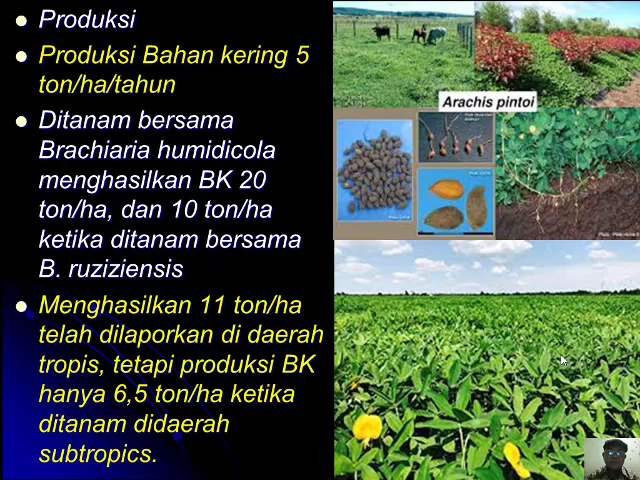 Produksi
Produksi Bahan kering 5
ton/ha/tahun
Ditanam bersama
Brachiaria humidicola
menghasilkan BK 20
ton/ha, dan 10 ton/ha
ketika ditanam bersama
B. ruziziensis
Menghasilkan 11 ton/ha
telah dilaporkan di daerah
tropis, tetapi produksi BK
hanya 6,5 ton/ha ketika
ditanam didaerah
subtropics.
Arachis pintoi